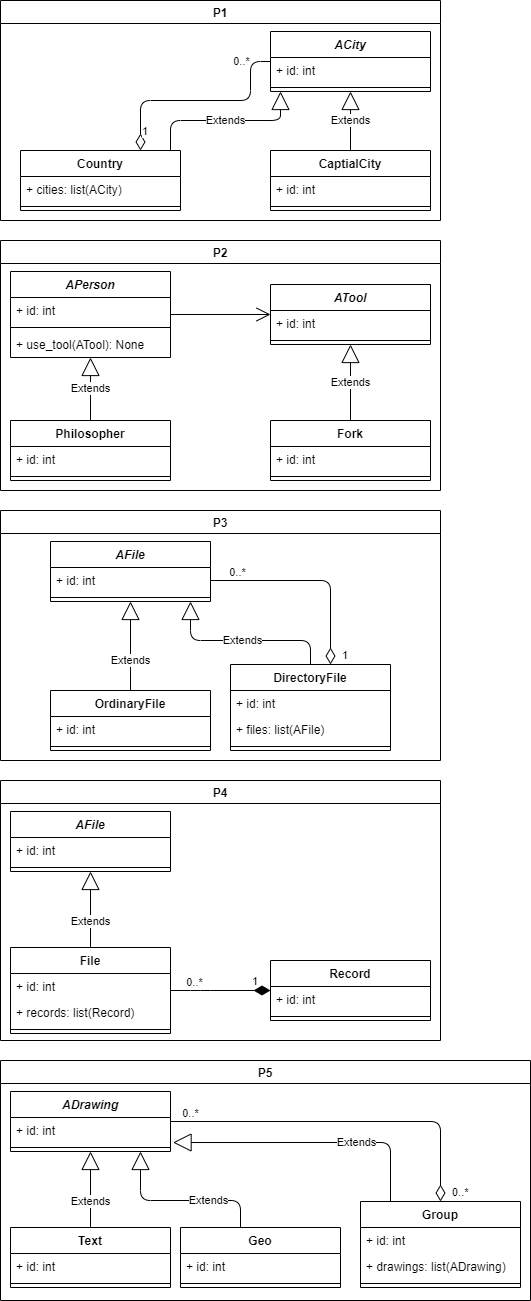 P1
ACity
+ id: int
0..*
1
Extends
Extends
Country
+ cities: list(ACity)
CaptialCity
+ id: int
P2
APerson
+ id: int
+ use_tool(ATool): None
ATool
+ id: int
Extends
Extends
Philosopher
+ id: int
Fork
+ id: int
P3
AFile
+ id: int
0..*
Extends
Extends
1
OrdinaryFile
+ id: int
DirectoryFile
+ id: int
+ files: list(AFile)
P4
AFile
+ id: int
Extends
File
+ id: int
+ records: list(Record)
0..*
1
Record
+ id: int
P5
ADrawing
+ id: int
0..*
Extends
Extends
Extends
0..*
Text
+ id: int
Geo
+ id: int
Group
+ id: int
+ drawings: list(ADrawing)